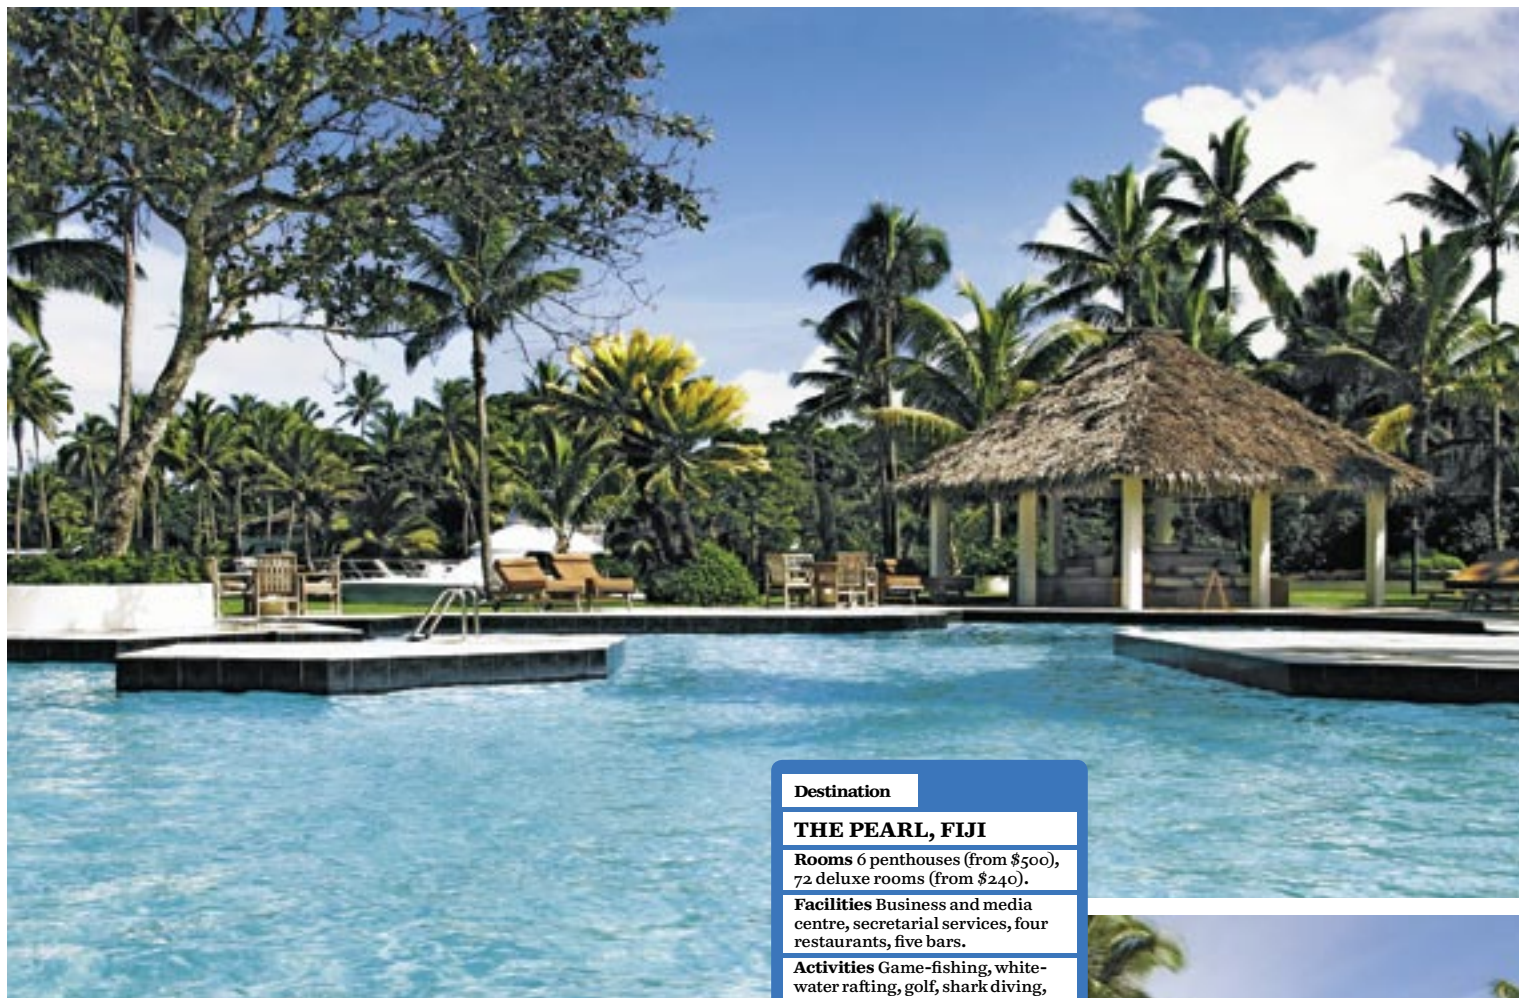 Destination
THE PEARL, FIJI
Rooms 6 penthouses (from $500),
72 deluxe rooms (from $240).
Facilities Business and media
centre, secretarial services, four
restaurants, five bars.
Activities Game-fishing, white-
water rafting, golf, shark diving,